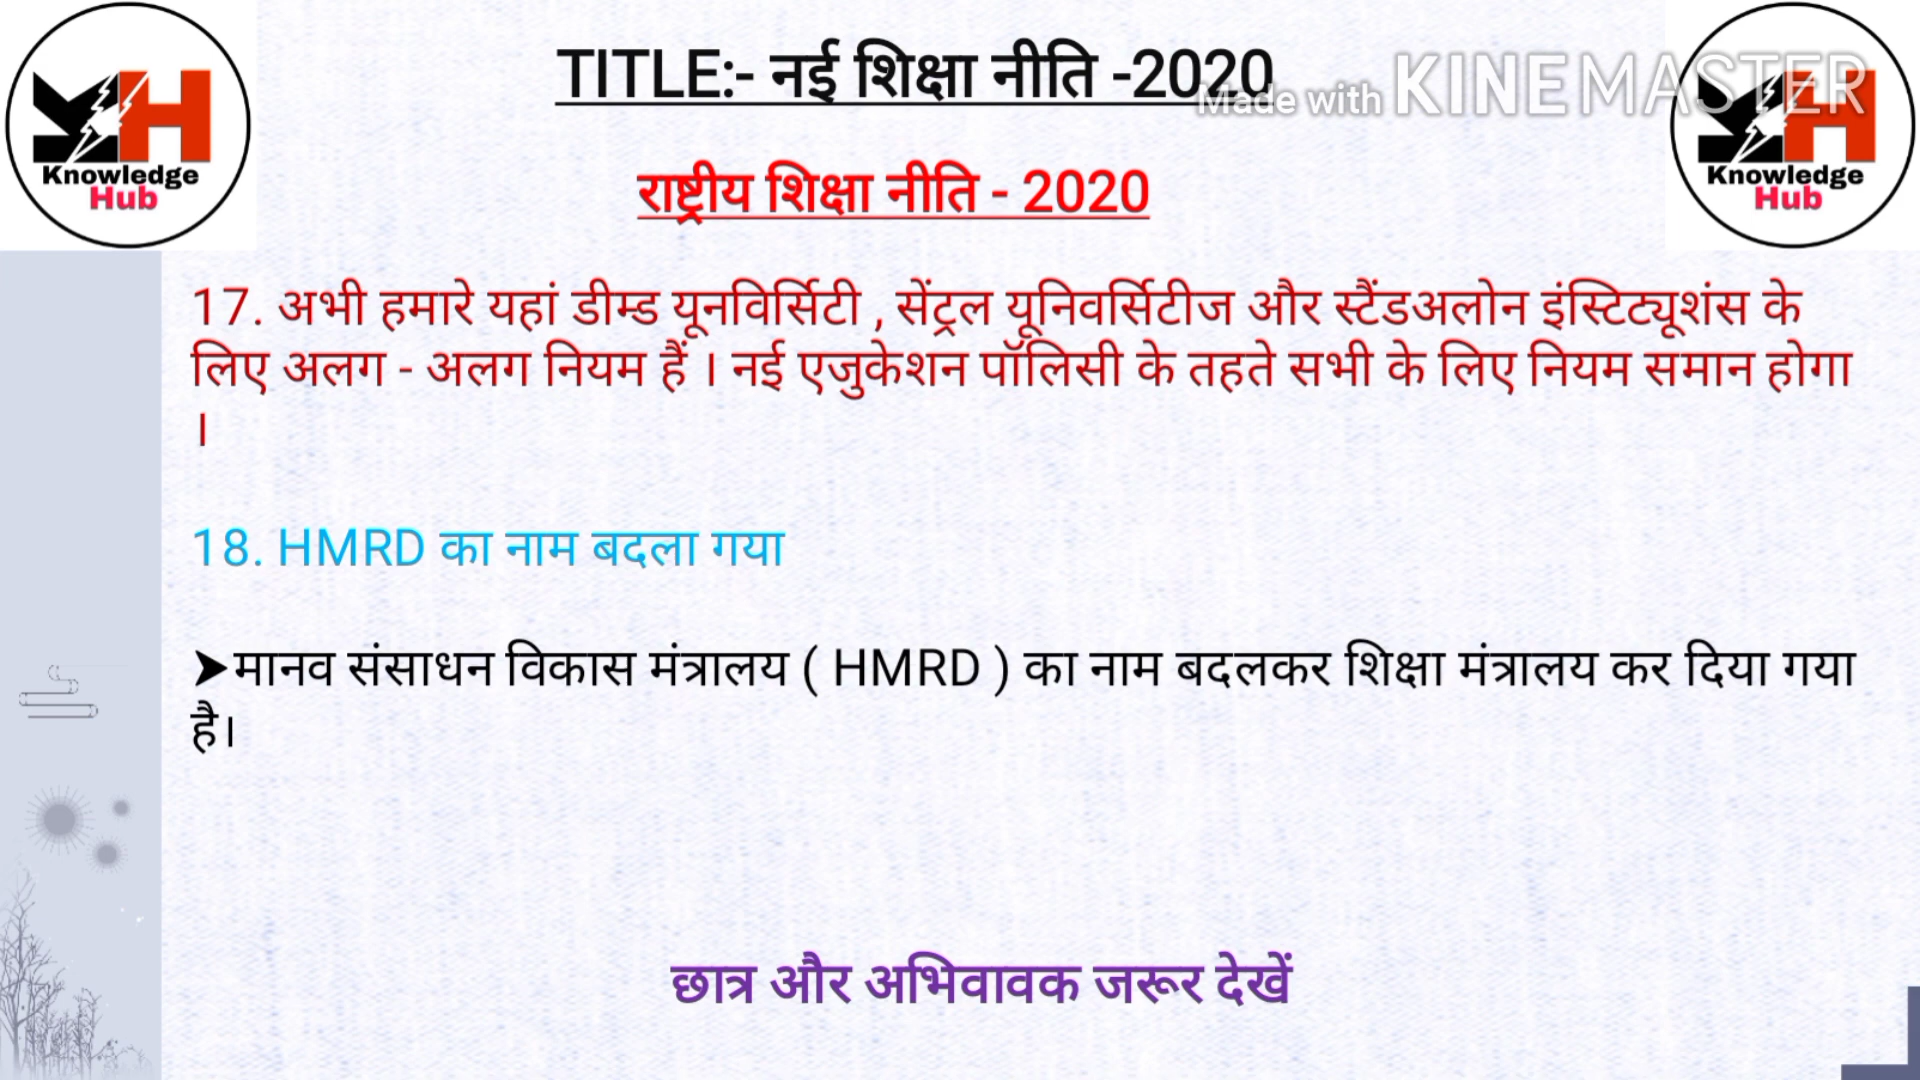 TITLE:- नई शिक्षा नीति -2020
Made with KINEMASTER
Knowledge
Hub
Knowledge
Hub
राष्ट्रीय शिक्षा नीति - 2020
17. अभी हमारे यहां डीम्ड यूनविर्सिटी , सेंट्रल यूनिवर्सिटीज और स्टैंडअलोन इंस्टिट्यूशंस के
लिए अलग - अलग नियम हैं । नई एजुकेशन पॉलिसी के तहते सभी के लिए नियम समान होगा
।
18. HMRD का नाम बदला गया
➤मानव संसाधन विकास मंत्रालय ( HMRD ) का नाम बदलकर शिक्षा मंत्रालय कर दिया गया
है।
छात्र और अभिवावक जरूर देखें